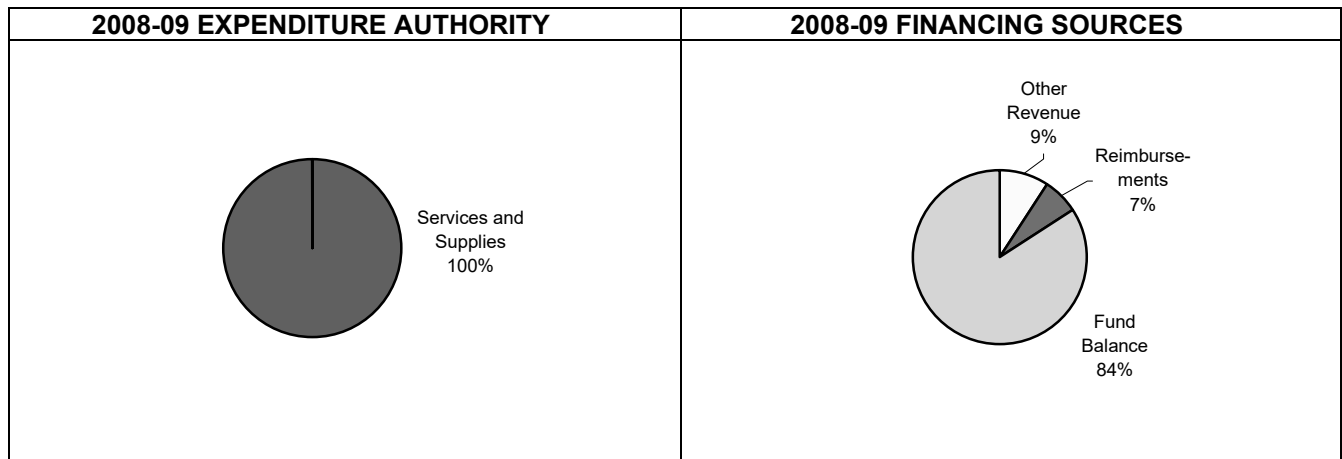 2008-09 EXPENDITURE AUTHORITY
Services and
Supplies
100%
2008-09 FINANCING SOURCES
Other
Revenue
9%
Reimburse-
ments
7%
Fund
Balance
84%